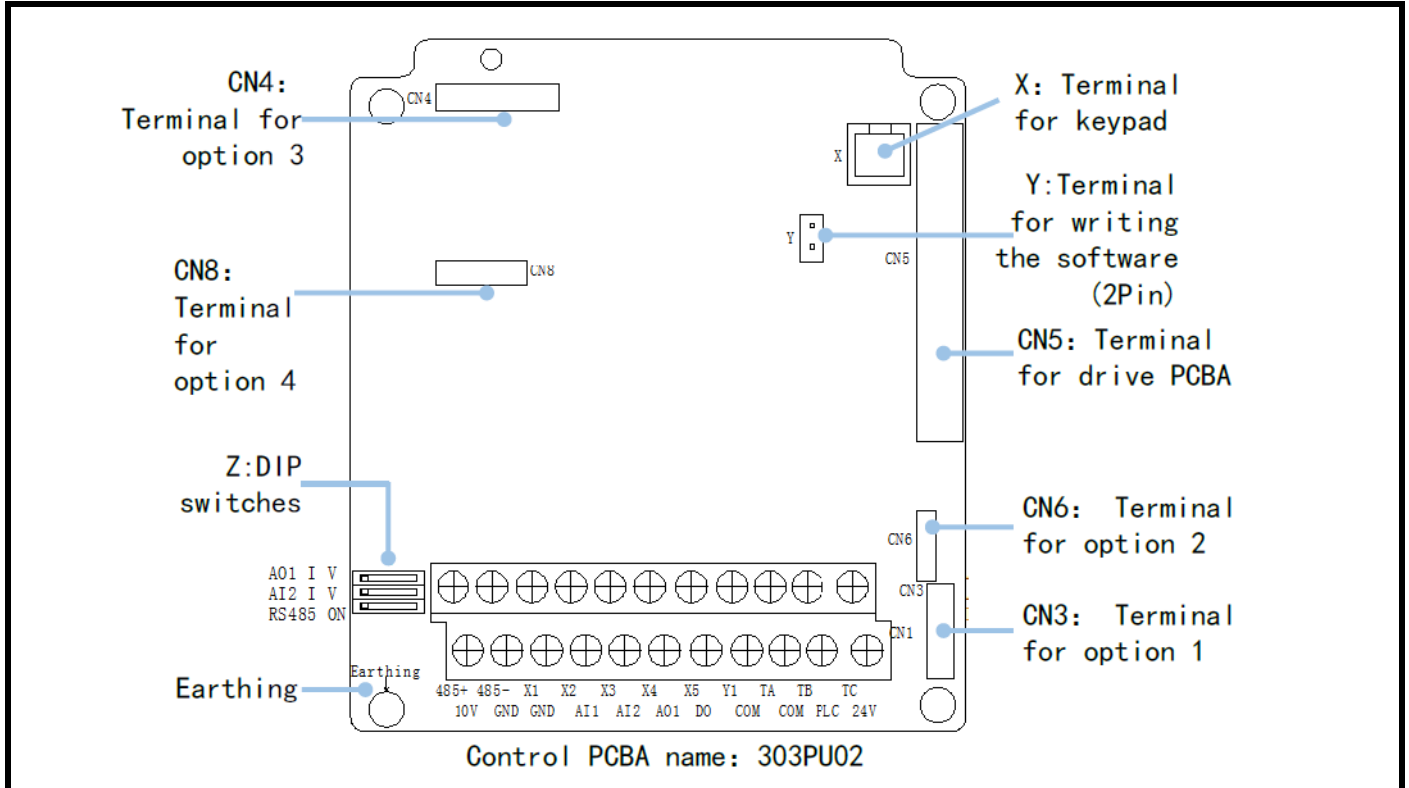 CN4：
Terminal for
option 3
CN4
X：Terminal
for keypad
X
Y:Terminal
for writing
the software
(2Pin)
Y
CN5
CN8：
Terminal
for
option 4
CN8
CN5：Terminal
for drive PCBA
Z:DIP
switches
CN6： Terminal
for option 2
CN6
AO1 I V
AI2 I V
RS485 ON
CN3
CN3： Terminal
for option 1
CN1
Earthing
Earthing
485+ 485- X1 X2 X3 X4 X5 Y1 TA TB TC
10V GND GND AI1 AI2 AO1 DO COM COM PLC 24V
Control PCBA name：303PU02